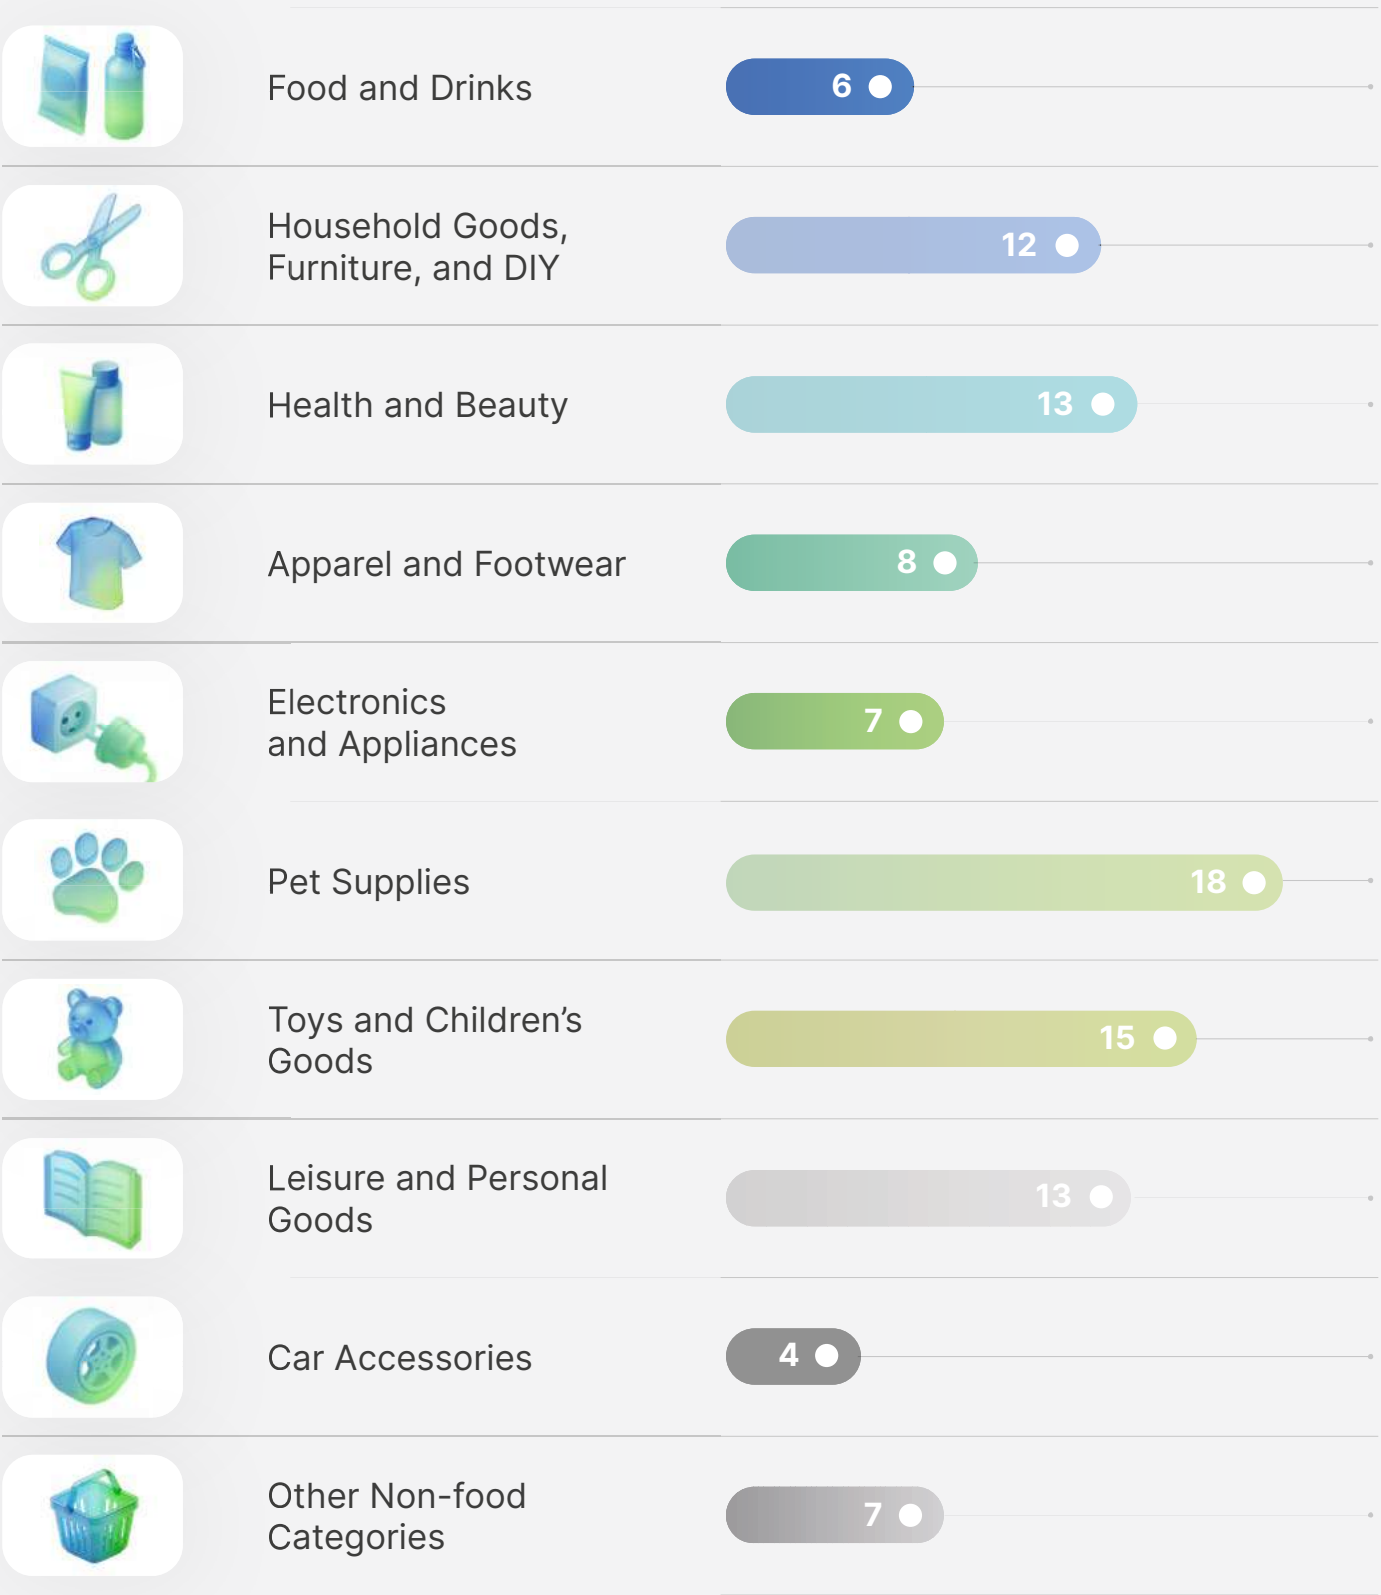 Food and Drinks
6
Household Goods,
Furniture, and DIY
12
Health and Beauty
13
Apparel and Footwear
8
Electronics
and Appliances
7
Pet Supplies
18
Toys and Children’s
Goods
15
Leisure and Personal
Goods
13
Car Accessories
4
Other Non-food
Categories
7